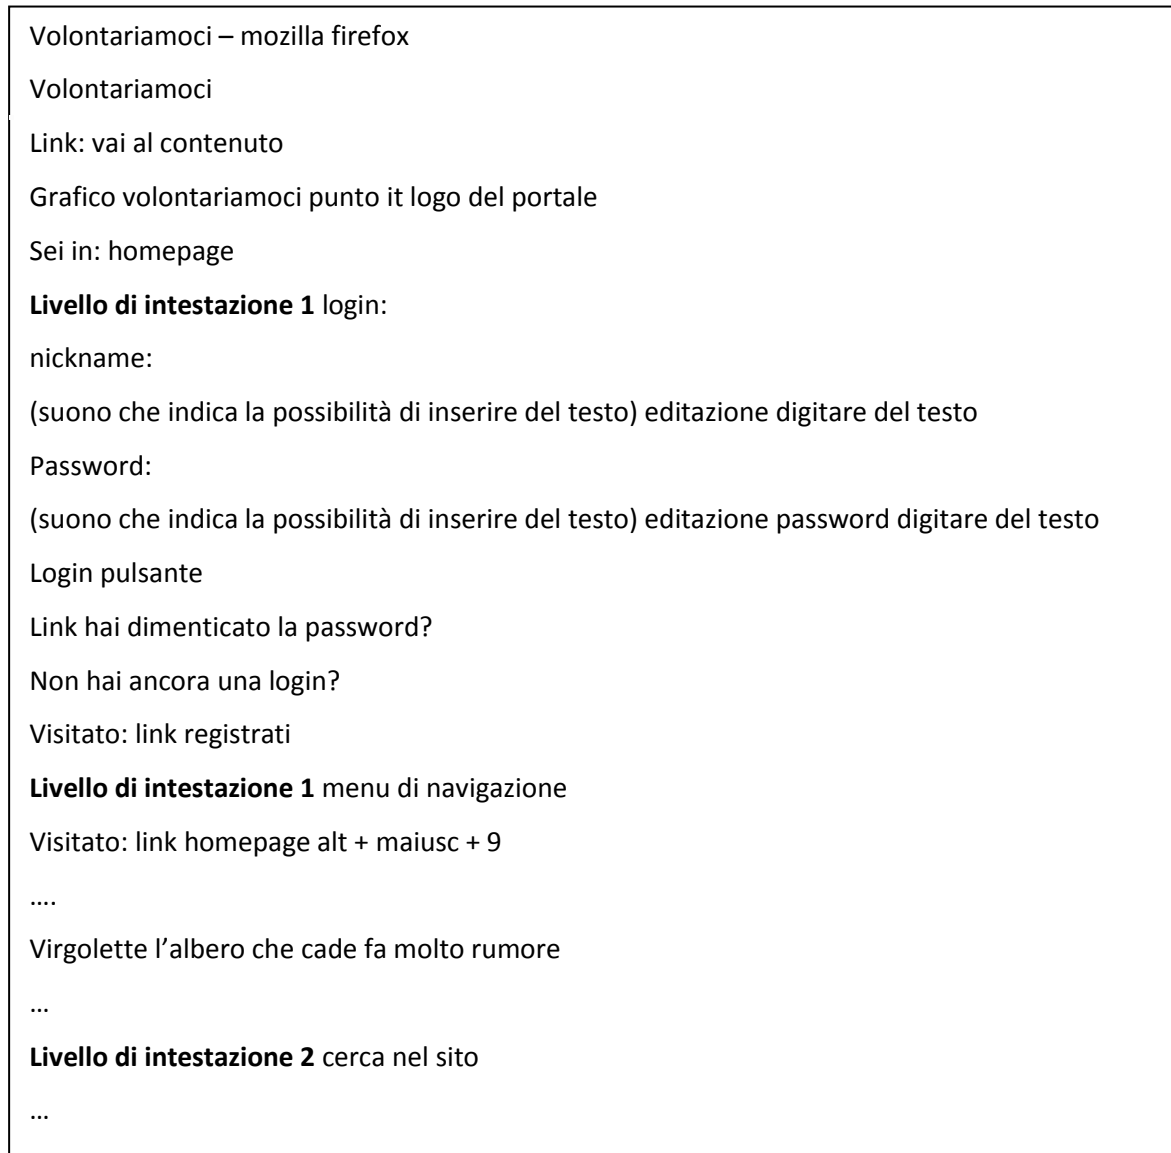 Volontariamoci – mozilla firefox
Volontariamoci
Link: vai al contenuto
Grafico volontariamoci punto it logo del portale
Sei in: homepage
Livello di intestazione 1 login:
nickname:
(suono che indica la possibilità di inserire del testo) editazione digitare del testo
Password:
(suono che indica la possibilità di inserire del testo) editazione password digitare del testo
Login pulsante
Link hai dimenticato la password?
Non hai ancora una login?
Visitato: link registrati
Livello di intestazione 1 menu di navigazione
Visitato: link homepage alt + maiusc + 9
….
Virgolette l’albero che cade fa molto rumore
…
Livello di intestazione 2 cerca nel sito
…